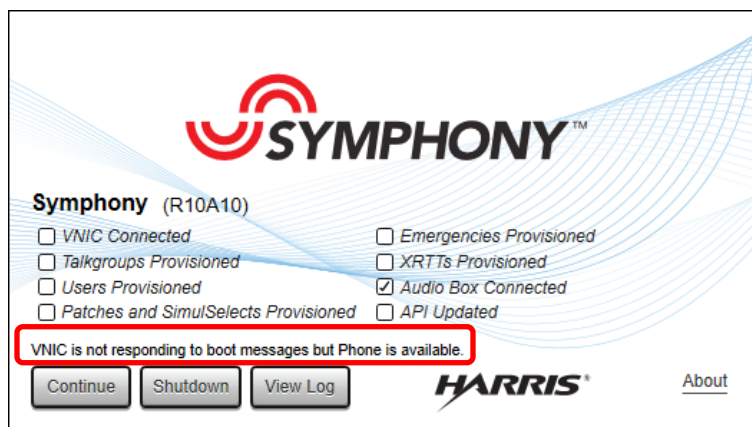 SYMPHONY™
Symphony (R10A10)
VNIC Connected
Emergencies Provisioned
Talkgroups Provisioned
XRTTs Provisioned
Users Provisioned
Audio Box Connected
Patches and SimulSelects Provisioned
API Updated
VNIC is not responding to boot messages but Phone is available.
Continue
Shutdown
View Log
HARRIS®
About